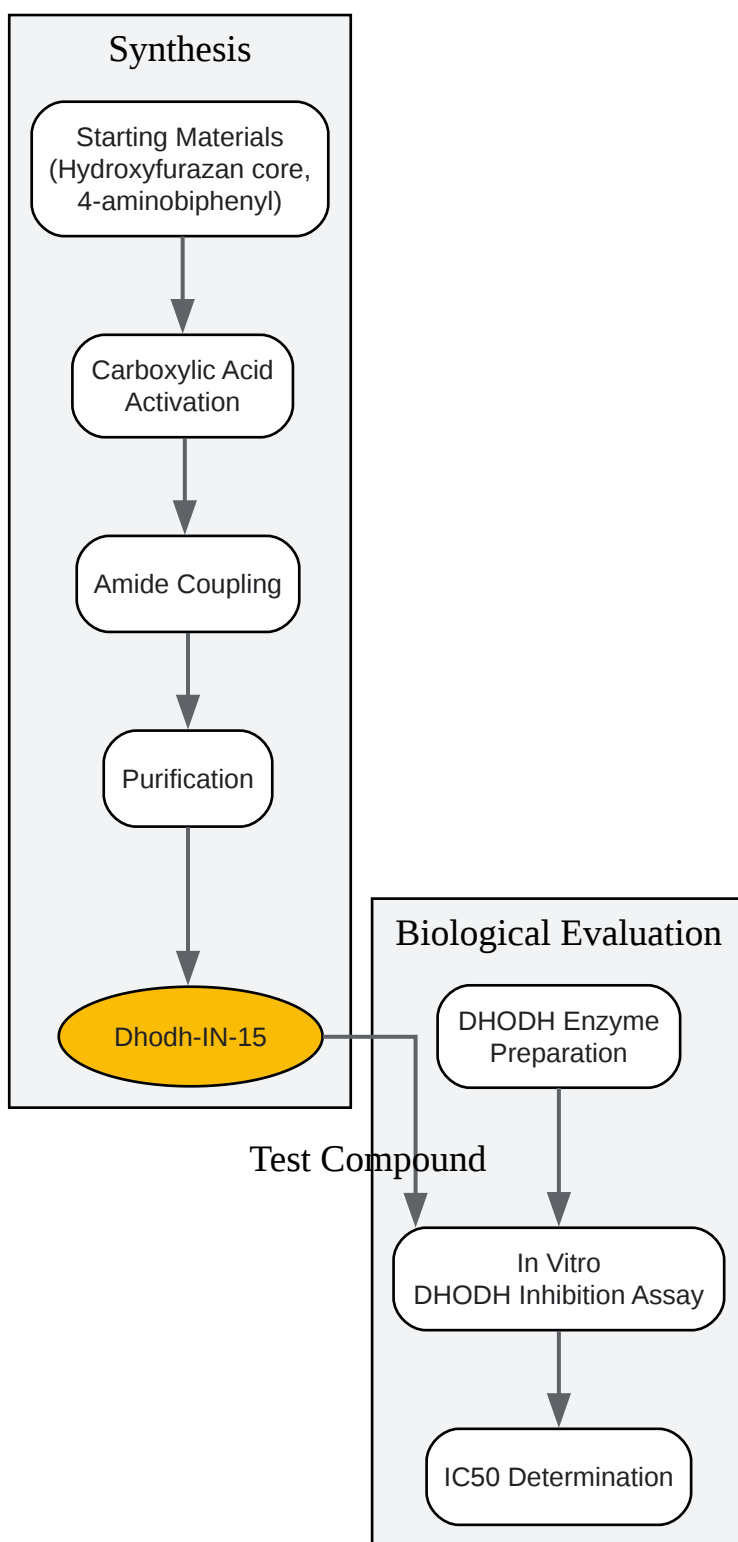 Synthesis
Starting Materials
(Hydroxyfurazan core,
4-aminobiphenyl)
Carboxylic Acid
Activation
Amide Coupling
Purification
Dhodh-IN-15
Test Compound
Biological Evaluation
DHODH Enzyme
Preparation
In Vitro
DHODH Inhibition Assay
IC50 Determination